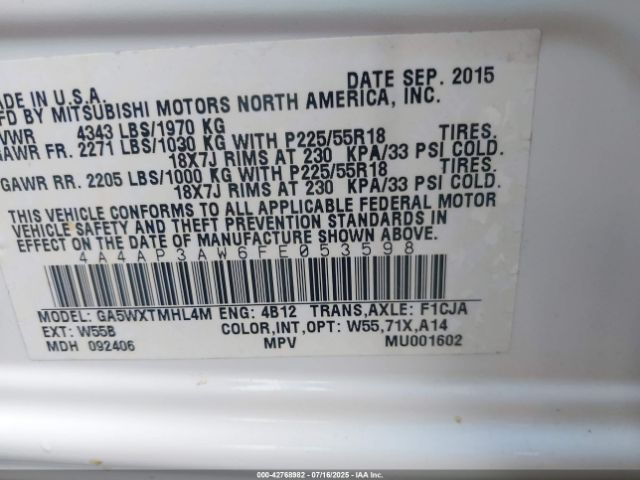 ADE IN U.S.A. DATE SEP. 2015
FD BY MITSUBISHI MOTORS NORTH AMERICA, INC.
VWR 4343 LBS/1970 KG
GAWR FR. 2271 LBS/1030 KG WITH P225/55R18 TIRES.
18X7J RIMS AT 230 KPA/33 PSI COLD.
GAWR RR. 2205 LBS/1000 KG WITH P225/55R18 TIRES.
18X7J RIMS AT 230 KPA/33 PSI COLD.
THIS VEHICLE CONFORMS TO ALL APPLICABLE FEDERAL MOTOR
VEHICLE SAFETY AND THEFT PREVENTION STANDARDS IN
EFFECT ON THE DATE OF MANUFACTURE SHOWN ABOVE.
4A4AP3AW6FE053598
MODEL: GA5WXTMHL4M ENG: 4B12 TRANS,AXLE: F1CJA
EXT: W55B COLOR,INT,OPT: W55,71X,A14
MDH 092406 MPV MU001602
000-42768982 - 07/16/2025 - IAAI.COM